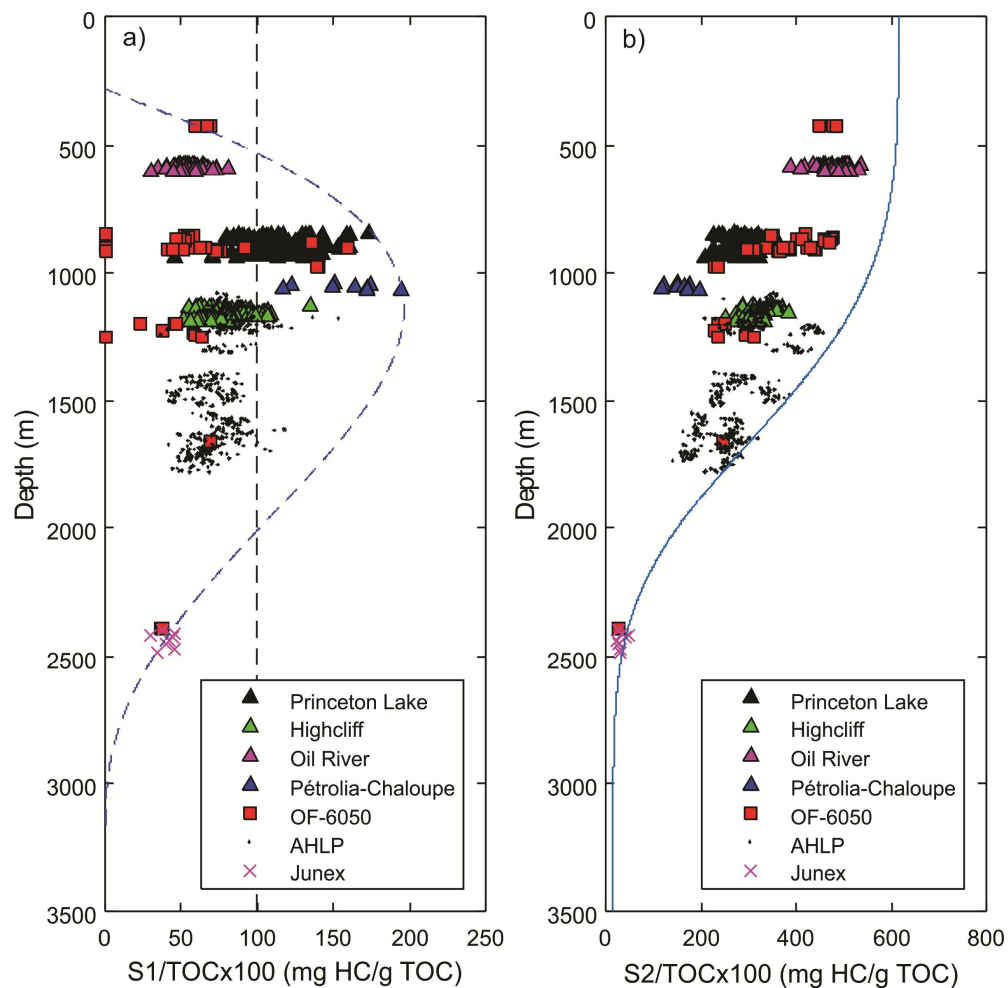 a)
0
500
1000
1500
2000
2500
3000
3500
Depth (m)
0 50 100 150 200 250
S1/TOCx100 (mg HC/g TOC)
Princeton Lake
Highcliff
Oil River
Pétrolia-Chaloupe
OF-6050
AHLP
Junex
b)
0
500
1000
1500
2000
2500
3000
3500
Depth (m)
0 200 400 600 800
S2/TOCx100 (mg HC/g TOC)
Princeton Lake
Highcliff
Oil River
Pétrolia-Chaloupe
OF-6050
AHLP
Junex